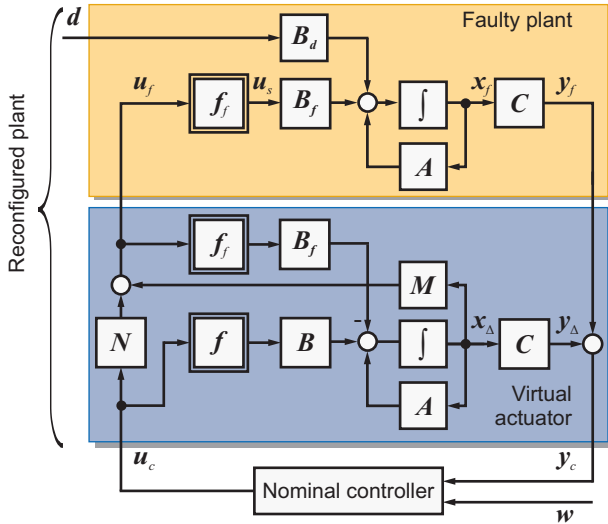 d
B_d
Faulty plant
u_f
f_f
u_s
B_f
∫
x_f
C
y_f
A
Reconfigured plant
f_f
B_f
M
N
f
B
-
∫
x_Δ
C
y_Δ
A
Virtual
actuator
u_c
Nominal controller
y_c
w